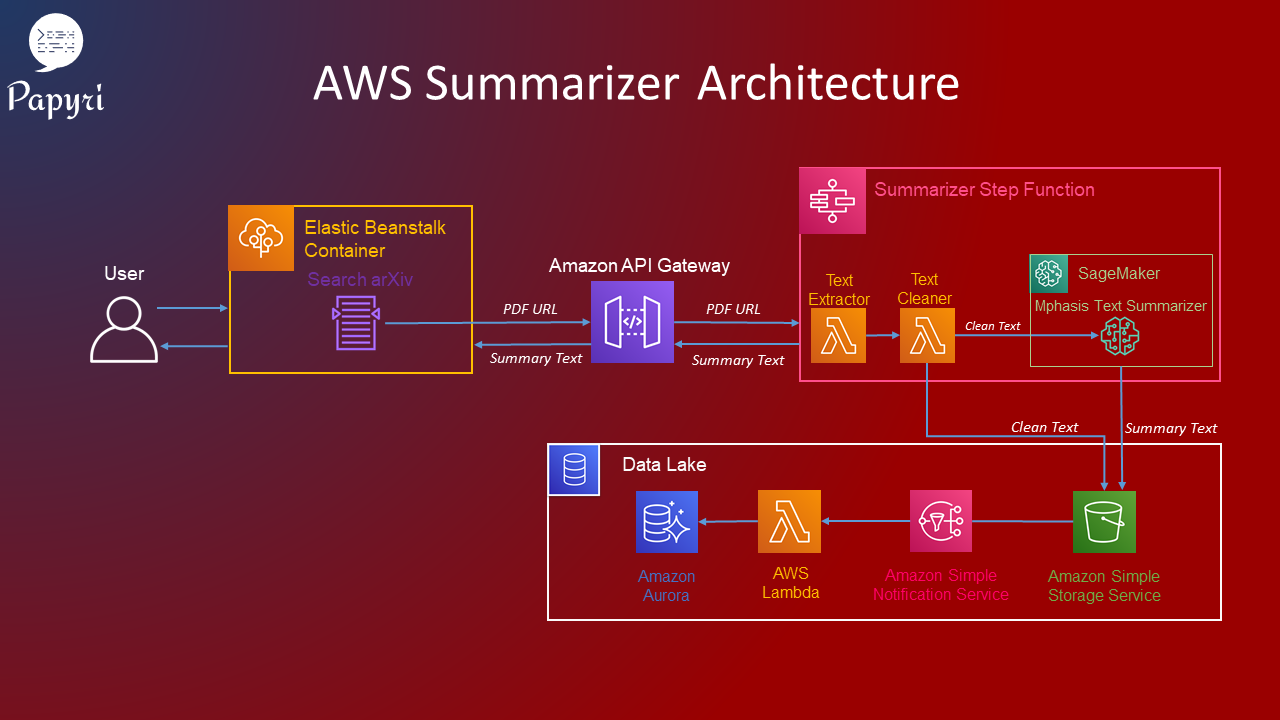 Papyri
AWS Summarizer Architecture
User
Elastic Beanstalk
Container
Search arXiv
PDF URL
Summary Text
Amazon API Gateway
PDF URL
Summary Text
Summarizer Step Function
Text
Extractor
Text
Cleaner
Clean Text
SageMaker
Mphasis Text Summarizer
Clean Text
Summary Text
Data Lake
Amazon
Aurora
AWS
Lambda
Amazon Simple
Notification Service
Amazon Simple
Storage Service